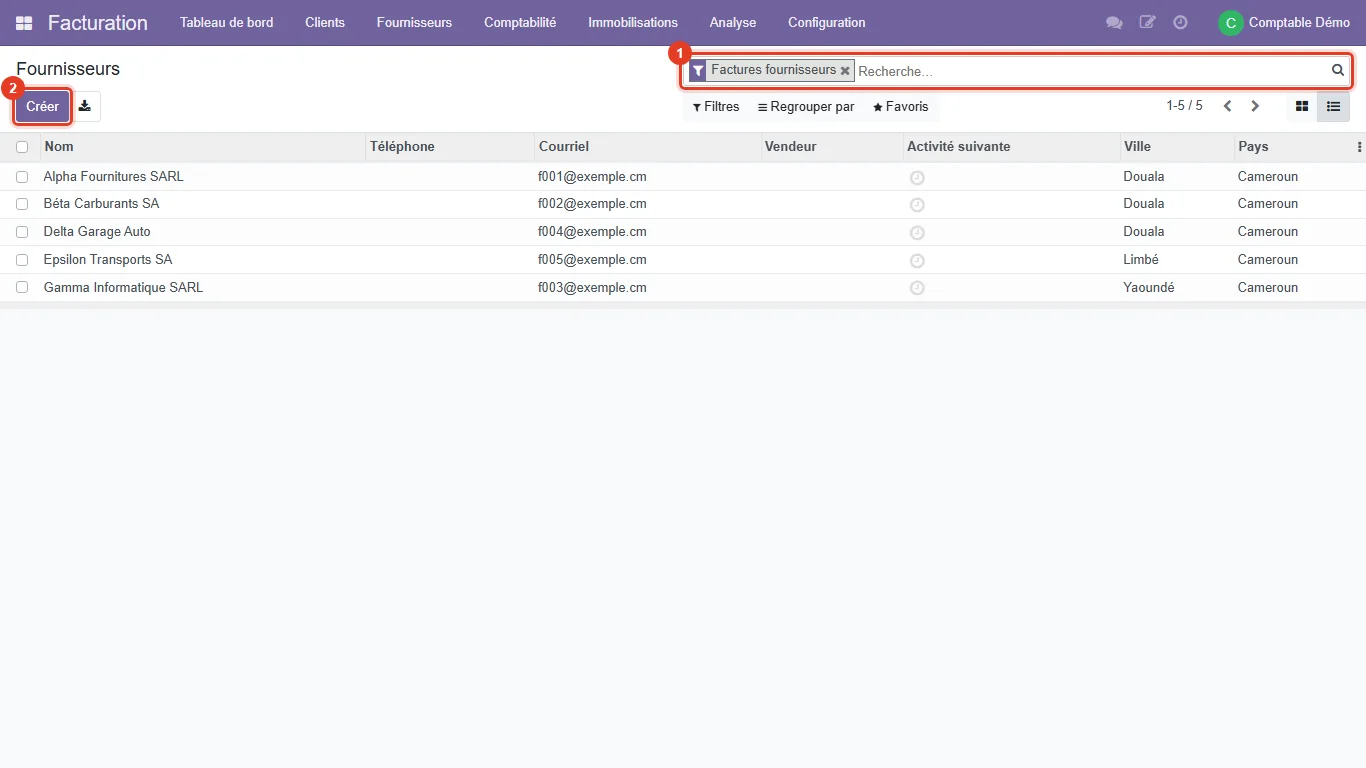 Facturation Tableau de bord Clients Fournisseurs Comptabilité Immobilisations Analyse Configuration C Comptable Démo
1
Fournisseurs Factures fournisseurs Recherche...
2
Créer Filtres Regrouper par Favoris 1-5 / 5
Nom Téléphone Courriel Vendeur Activité suivante Ville Pays
Alpha Fournitures SARL f001@exemple.cm Douala Cameroun
Béta Carburants SA f002@exemple.cm Douala Cameroun
Delta Garage Auto f004@exemple.cm Douala Cameroun
Epsilon Transports SA f005@exemple.cm Limbé Cameroun
Gamma Informatique SARL f003@exemple.cm Yaoundé Cameroun